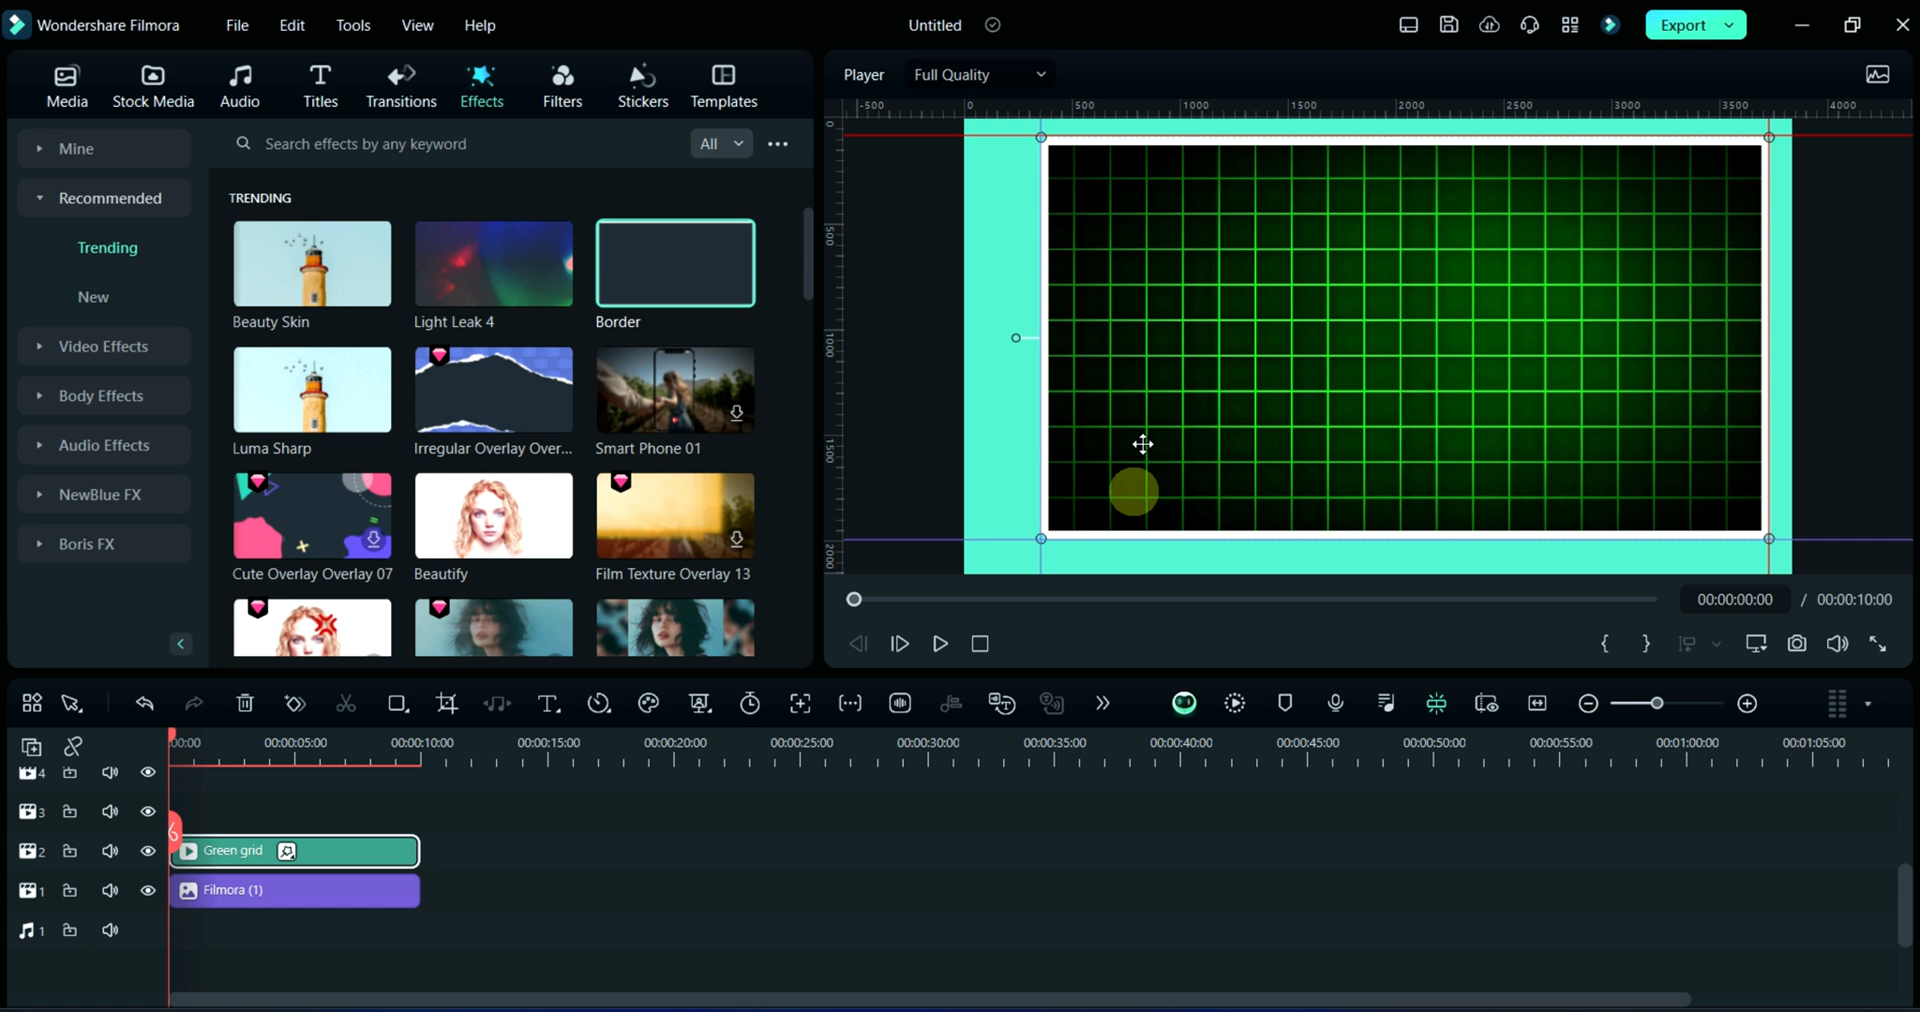 Wondershare Filmora File Edit Tools View Help Untitled Export
Media Stock Media Audio Titles Transitions Effects Filters Stickers Templates
Player Full Quality
Mine
Recommended
Trending
New
Video Effects
Body Effects
Audio Effects
NewBlue FX
Boris FX
Search effects by any keyword All
TRENDING
Beauty Skin Light Leak 4 Border
Luma Sharp Irregular Overlay Over... Smart Phone 01
Cute Overlay Overlay 07 Beautify Film Texture Overlay 13
-500 0 500 1000 1500 2000 2500 3000 3500 4000
0
500
1000
1500
2000
00:00:00:00 / 00:00:10:00
:00:00 00:00:05:00 00:00:10:00 00:00:15:00 00:00:20:00 00:00:25:00 00:00:30:00 00:00:35:00 00:00:40:00 00:00:45:00 00:00:50:00 00:00:55:00 00:01:00:00 00:01:05:00
4
3
2 Green grid
1 Filmora (1)
1